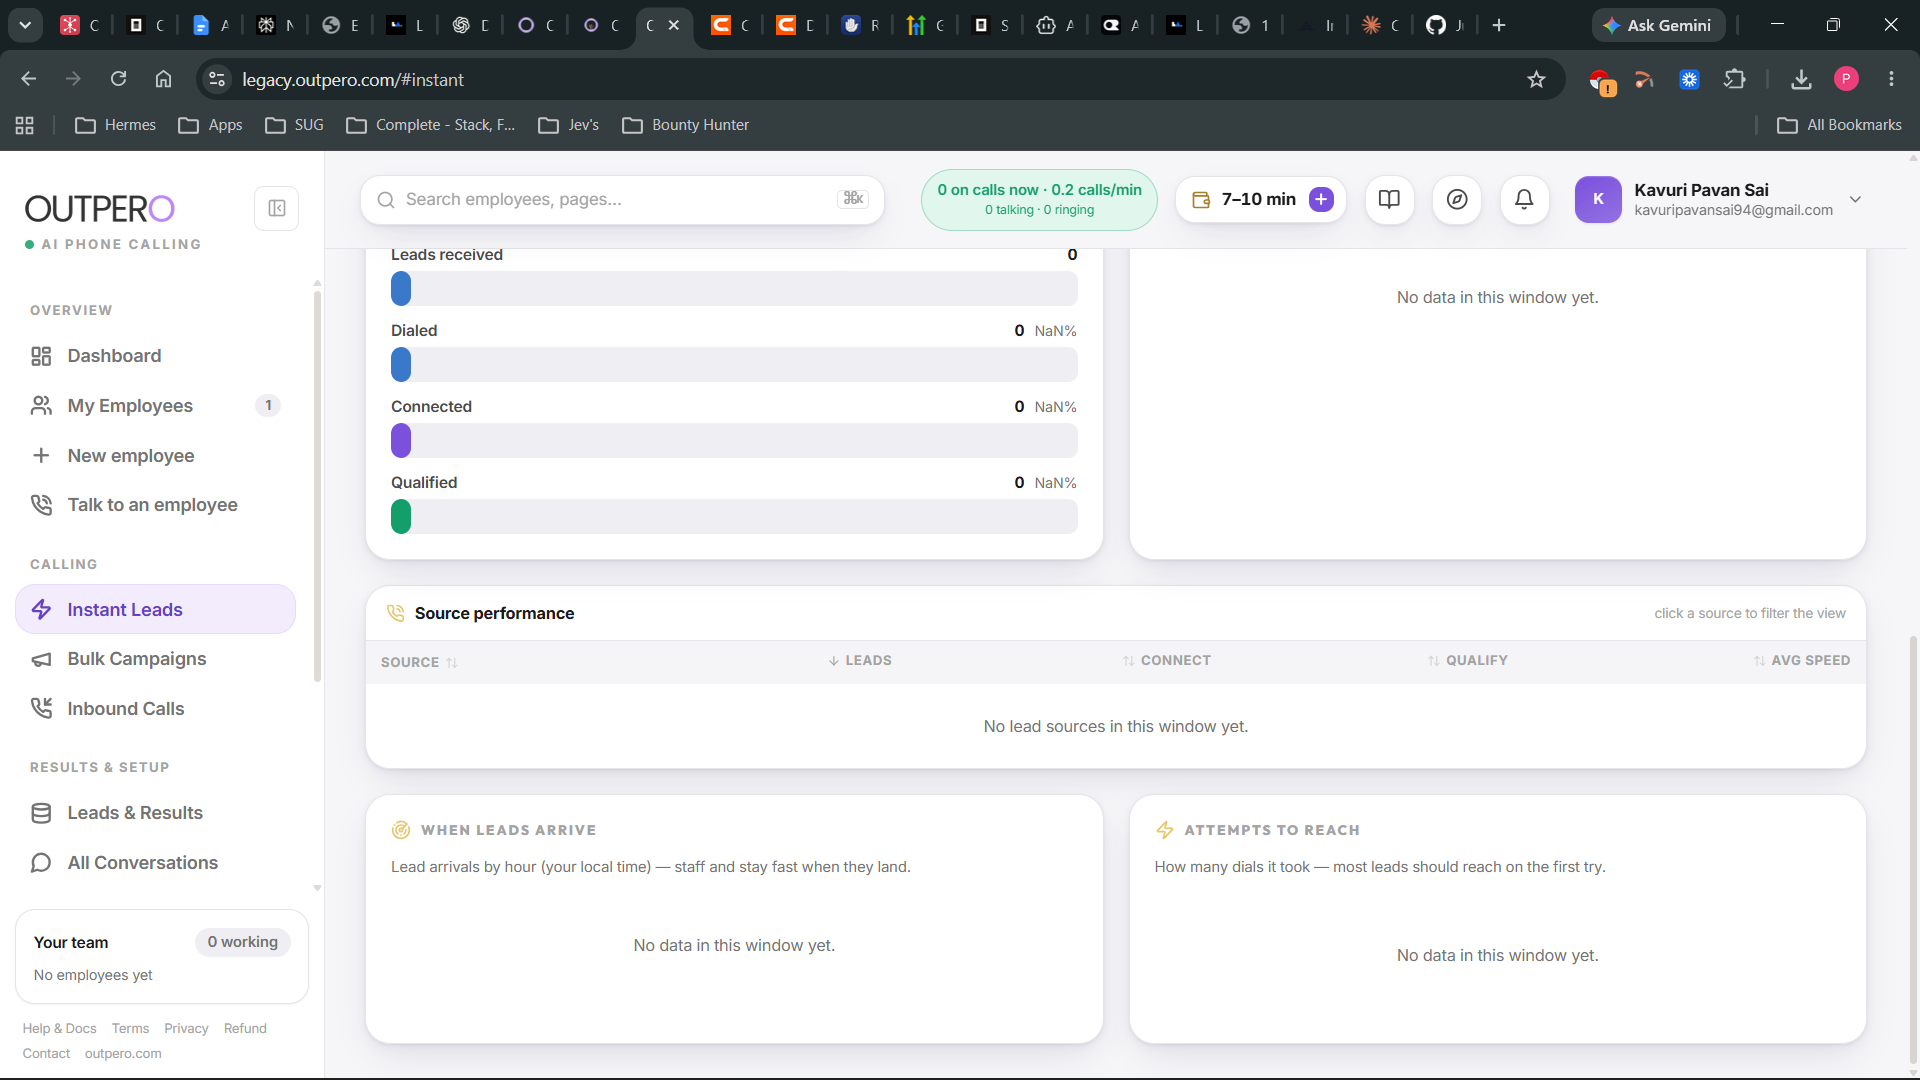 Ask Gemini
legacy.outpero.com/#instant
P
Hermes
Apps
SUG
Complete - Stack, F...
Jev's
Bounty Hunter
All Bookmarks
OUTPERO
AI PHONE CALLING
OVERVIEW
Dashboard
My Employees 1
New employee
Talk to an employee
CALLING
Instant Leads
Bulk Campaigns
Inbound Calls
RESULTS & SETUP
Leads & Results
All Conversations
Your team 0 working
No employees yet
Help & Docs Terms Privacy Refund
Contact outpero.com
Search employees, pages... ⌘k
0 on calls now · 0.2 calls/min
0 talking · 0 ringing
7–10 min
K
Kavuri Pavan Sai
kavuripavansai94@gmail.com
Leads received 0
Dialed 0 NaN%
Connected 0 NaN%
Qualified 0 NaN%
No data in this window yet.
Source performance click a source to filter the view
SOURCE LEADS CONNECT QUALIFY AVG SPEED
No lead sources in this window yet.
WHEN LEADS ARRIVE
Lead arrivals by hour (your local time) — staff and stay fast when they land.
No data in this window yet.
ATTEMPTS TO REACH
How many dials it took — most leads should reach on the first try.
No data in this window yet.